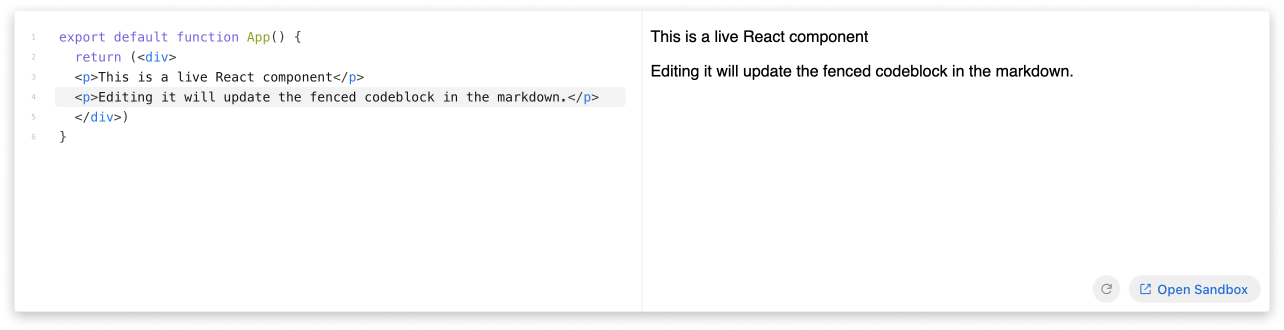 1 export default function App() {
2 return (<div>
3 <p>This is a live React component</p>
4 <p>Editing it will update the fenced codeblock in the markdown.</p>
5 </div>)
6 }
This is a live React component
Editing it will update the fenced codeblock in the markdown.
Open Sandbox